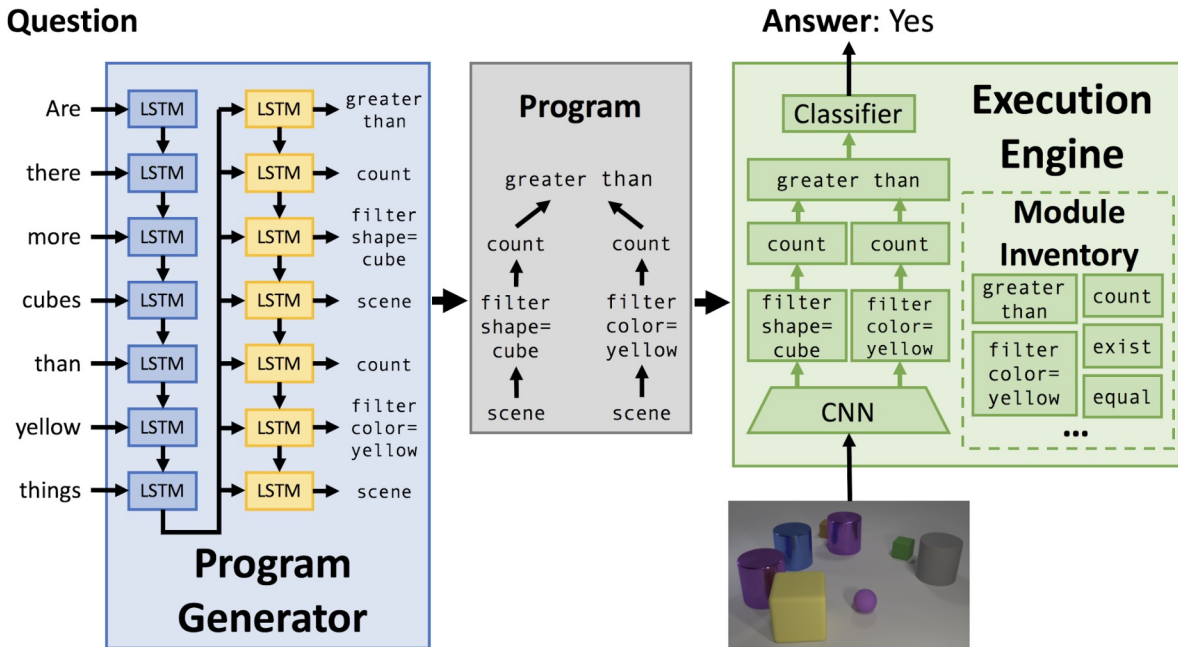 Question
Are
there
more
cubes
than
yellow
things
LSTM
LSTM
LSTM
LSTM
LSTM
LSTM
LSTM
LSTM
LSTM
LSTM
LSTM
LSTM
LSTM
LSTM
greater
than
count
filter
shape=
cube
scene
count
filter
color=
yellow
scene
Program
Generator
Program
greater than
count
count
filter
shape=
cube
filter
color=
yellow
scene
scene
Answer: Yes
Execution
Engine
Classifier
greater than
count
count
filter
shape=
cube
filter
color=
yellow
CNN
Module
Inventory
greater
than
count
filter
color=
yellow
exist
equal
...